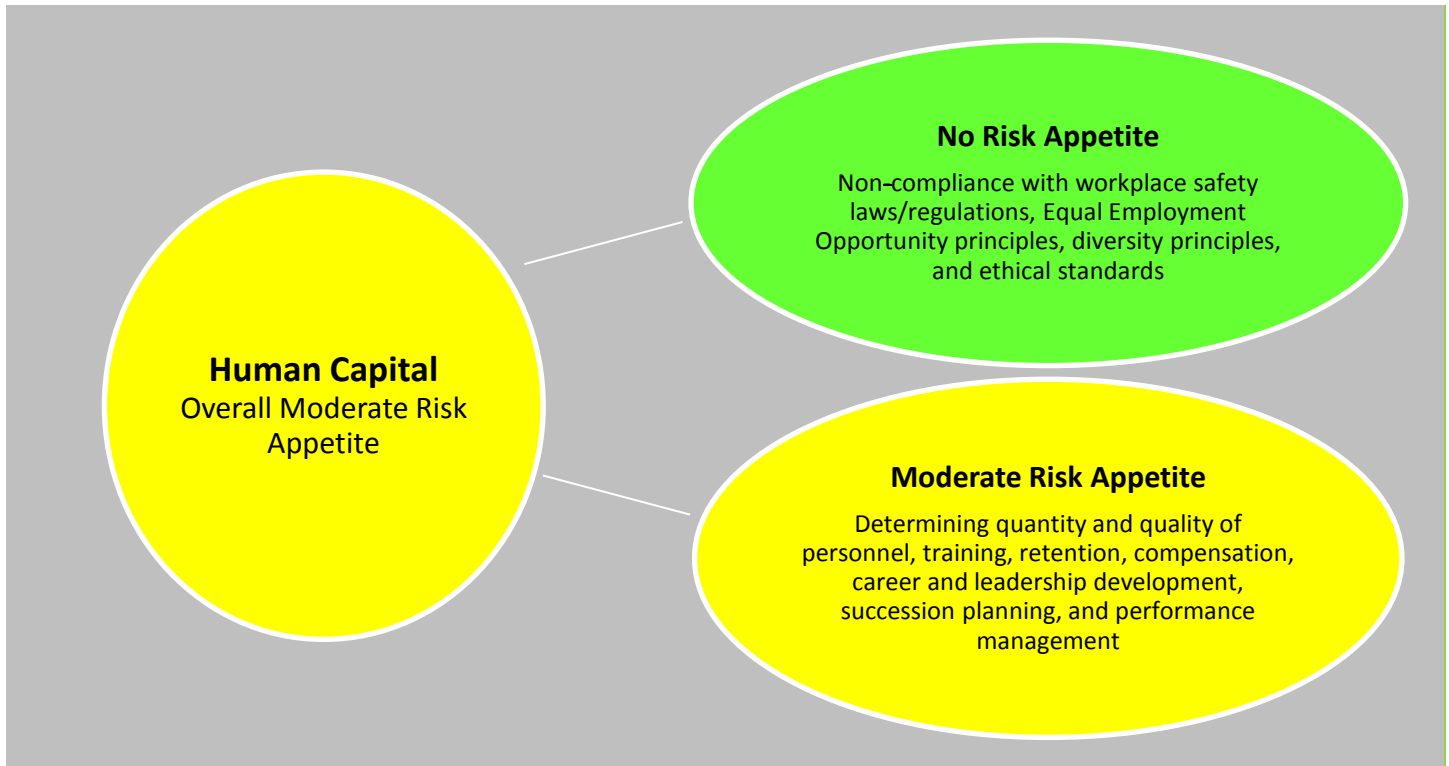 Human Capital
Overall Moderate Risk
Appetite
No Risk Appetite
Non-compliance with workplace safety
laws/regulations, Equal Employment
Opportunity principles, diversity principles,
and ethical standards
Moderate Risk Appetite
Determining quantity and quality of
personnel, training, retention, compensation,
career and leadership development,
succession planning, and performance
management